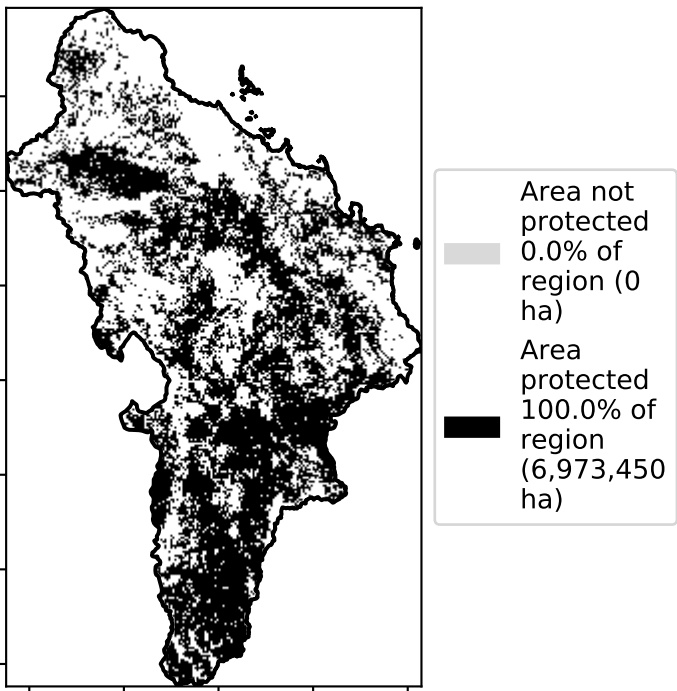 Area not
protected
0.0% of
region (0
ha)
Area
protected
100.0% of
region
(6,973,450
ha)